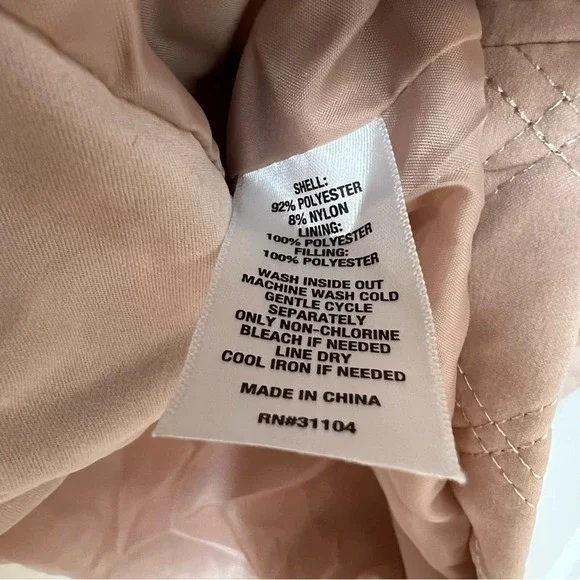 SHELL:
92% POLYESTER
8% NYLON
LINING:
100% POLYESTER
FILLING:
100% POLYESTER
WASH INSIDE OUT
MACHINE WASH COLD
GENTLE CYCLE
SEPARATELY
ONLY NON-CHLORINE
BLEACH IF NEEDED
LINE DRY
COOL IRON IF NEEDED
MADE IN CHINA
RN#31104